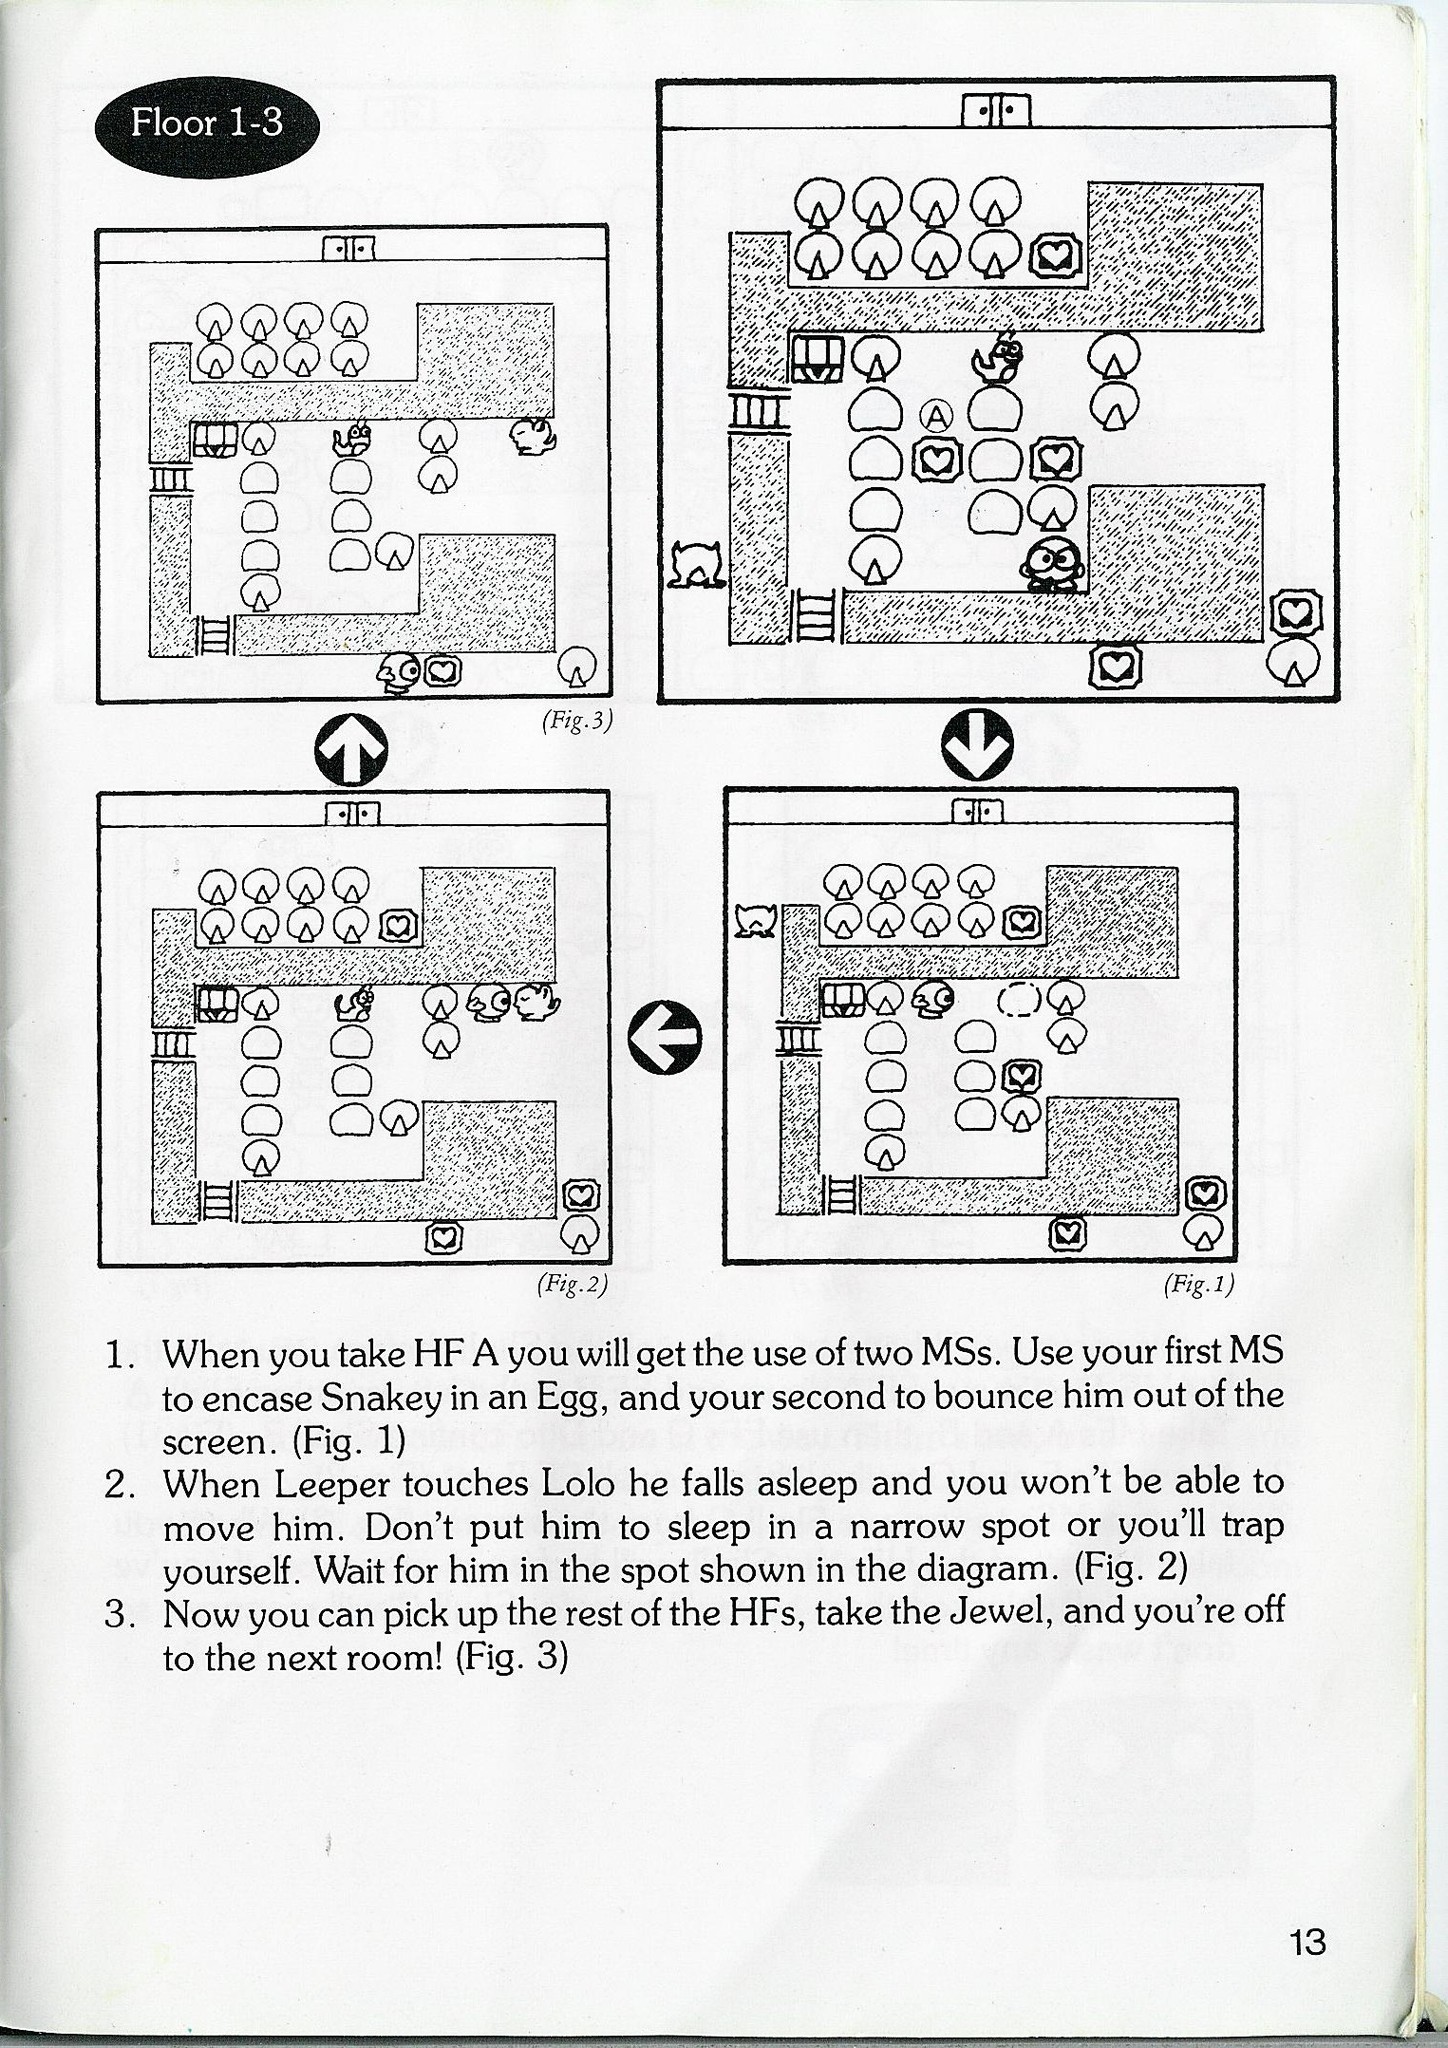 Floor 1-3
A
(Fig.3)
(Fig.2)
(Fig.1)
1. When you take HF A you will get the use of two MSs. Use your first MS
to encase Snakey in an Egg, and your second to bounce him out of the
screen. (Fig. 1)
2. When Leeper touches Lolo he falls asleep and you won't be able to
move him. Don't put him to sleep in a narrow spot or you'll trap
yourself. Wait for him in the spot shown in the diagram. (Fig. 2)
3. Now you can pick up the rest of the HFs, take the Jewel, and you're off
to the next room! (Fig. 3)
13